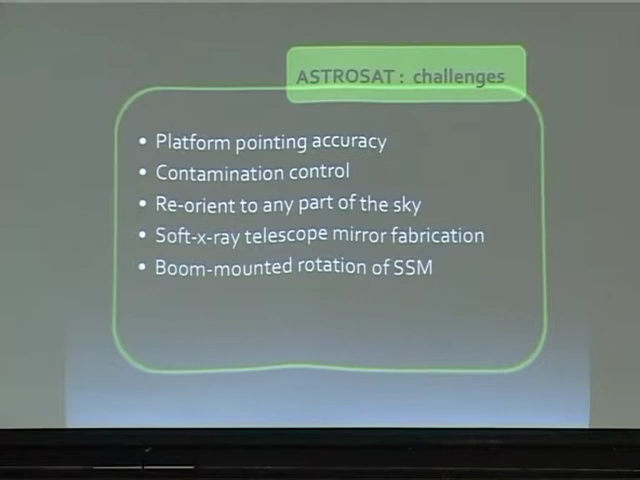 ASTROSAT : challenges
• Platform pointing accuracy
• Contamination control
• Re-orient to any part of the sky
• Soft-x-ray telescope mirror fabrication
• Boom-mounted rotation of SSM